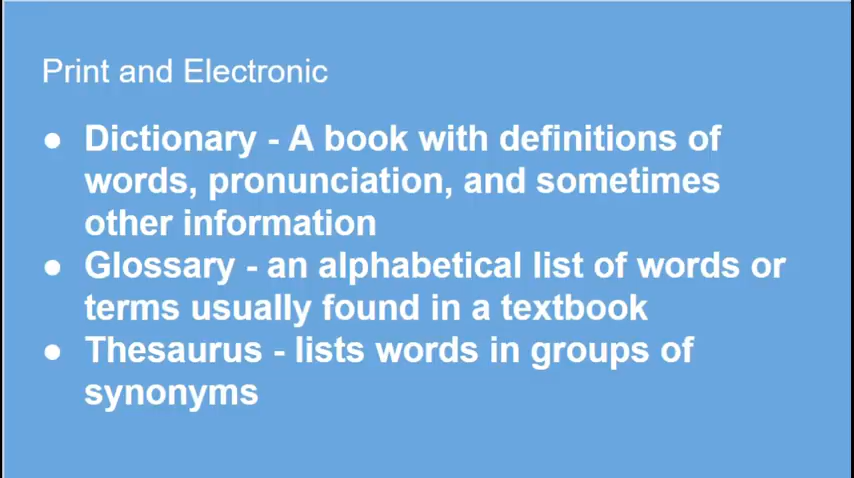 Print and Electronic
● Dictionary - A book with definitions of
words, pronunciation, and sometimes
other information
● Glossary - an alphabetical list of words or
terms usually found in a textbook
● Thesaurus - lists words in groups of
synonyms